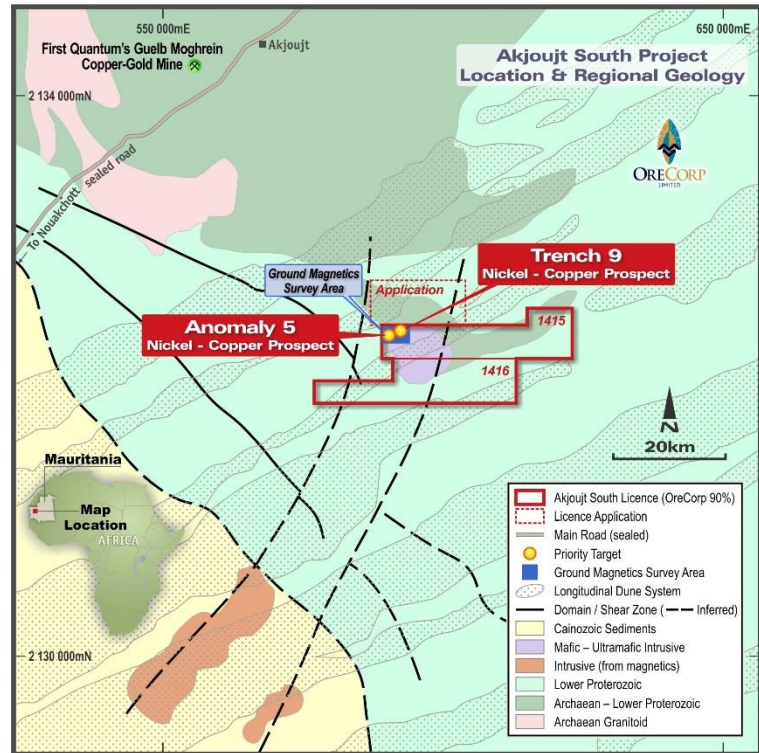 550 000mE
650 000mE
First Quantum's Guelb Moghrein
Copper-Gold Mine
Akjoujt
Akjoujt South Project
Location & Regional Geology
2 134 000mN
ORECORP
LIMITED
To Nouakchott sealed road
Ground Magnetics
Survey Area
Application
Trench 9
Nickel - Copper Prospect
Anomaly 5
Nickel - Copper Prospect
1415
1416
N
20km
Mauritania
Map
Location
AFRICA
2 130 000mN
Akjoujt South Licence (OreCorp 90%)
Licence Application
Main Road (sealed)
Priority Target
Ground Magnetics Survey Area
Longitudinal Dune System
Domain / Shear Zone ( Inferred)
Cainozoic Sediments
Mafic – Ultramafic Intrusive
Intrusive (from magnetics)
Lower Proterozoic
Archaean – Lower Proterozoic
Archaean Granitoid